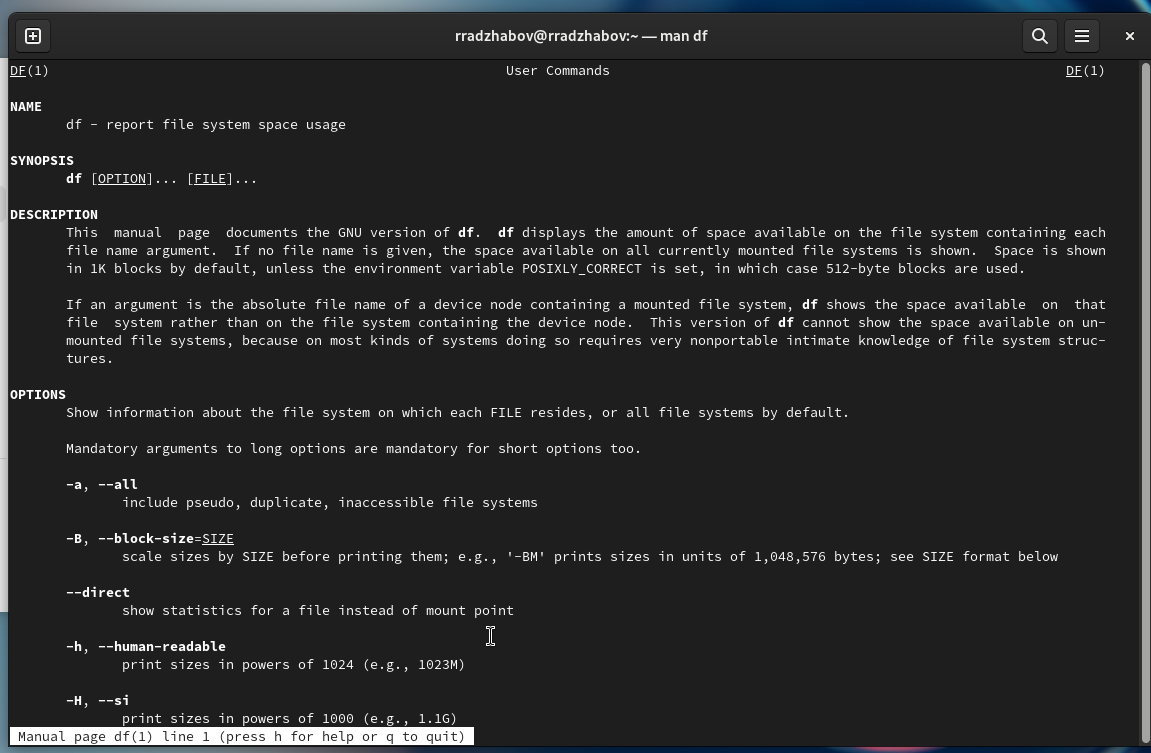 rradzhabov@rradzhabov:~ — man df
DF(1) User Commands DF(1)
NAME
df - report file system space usage
SYNOPSIS
df [OPTION]... [FILE]...
DESCRIPTION
This manual page documents the GNU version of df. df displays the amount of space available on the file system containing each
file name argument. If no file name is given, the space available on all currently mounted file systems is shown. Space is shown
in 1K blocks by default, unless the environment variable POSIXLY_CORRECT is set, in which case 512-byte blocks are used.
If an argument is the absolute file name of a device node containing a mounted file system, df shows the space available on that
file system rather than on the file system containing the device node. This version of df cannot show the space available on un-
mounted file systems, because on most kinds of systems doing so requires very nonportable intimate knowledge of file system struc-
tures.
OPTIONS
Show information about the file system on which each FILE resides, or all file systems by default.
Mandatory arguments to long options are mandatory for short options too.
-a, --all
include pseudo, duplicate, inaccessible file systems
-B, --block-size=SIZE
scale sizes by SIZE before printing them; e.g., '-BM' prints sizes in units of 1,048,576 bytes; see SIZE format below
--direct
show statistics for a file instead of mount point
-h, --human-readable
print sizes in powers of 1024 (e.g., 1023M)
-H, --si
print sizes in powers of 1000 (e.g., 1.1G)
Manual page df(1) line 1 (press h for help or q to quit)